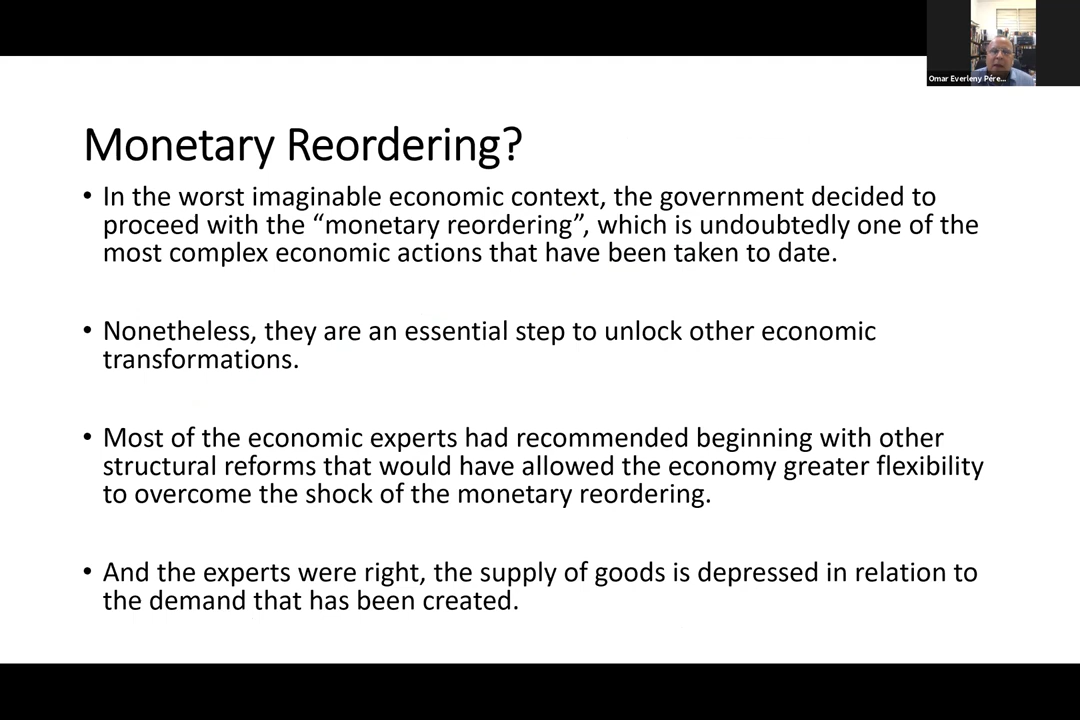 Omar Everleny Pére...
Monetary Reordering?
• In the worst imaginable economic context, the government decided to
proceed with the “monetary reordering”, which is undoubtedly one of the
most complex economic actions that have been taken to date.
• Nonetheless, they are an essential step to unlock other economic
transformations.
• Most of the economic experts had recommended beginning with other
structural reforms that would have allowed the economy greater flexibility
to overcome the shock of the monetary reordering.
• And the experts were right, the supply of goods is depressed in relation to
the demand that has been created.